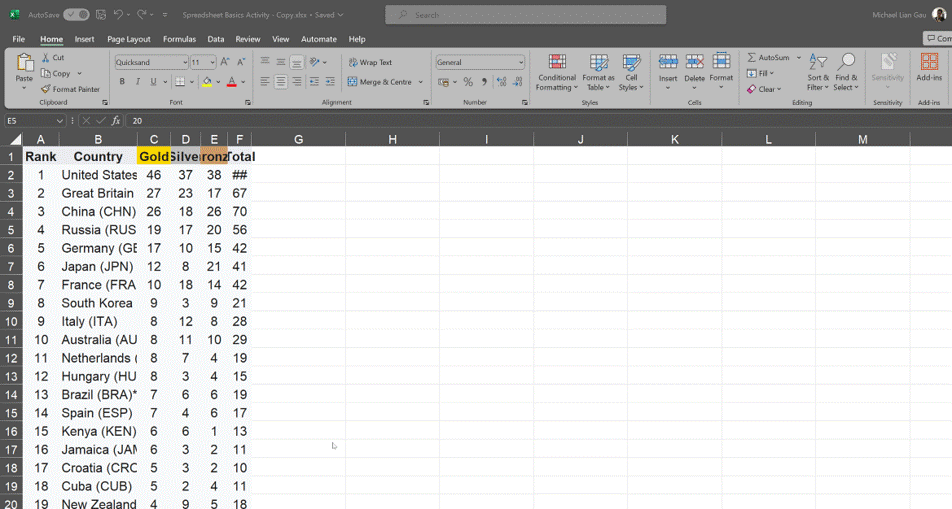 AutoSave Spreadsheet Basics Activity - Copy.xlsx • Saved Search Michael Lian Gau
File Home Insert Page Layout Formulas Data Review View Automate Help Com
Paste Cut Copy Format Painter Clipboard
Quicksand 11 A A B I U A Font
Wrap Text Merge & Centre Alignment
General % Number
Conditional Formatting Format as Table Cell Styles Styles
Insert Delete Format Cells
AutoSum Fill Clear Sort & Filter Find & Select Editing
Sensitivity Sensitivity
Add-ins Add-ins
E5 fx 20
A B C D E F G H I J K L M
1 Rank Country Gold Silve ronz Total
2 1 United States 46 37 38 ##
3 2 Great Britain 27 23 17 67
4 3 China (CHN) 26 18 26 70
5 4 Russia (RUS 19 17 20 56
6 5 Germany (GE 17 10 15 42
7 6 Japan (JPN) 12 8 21 41
8 7 France (FRA 10 18 14 42
9 8 South Korea 9 3 9 21
10 9 Italy (ITA) 8 12 8 28
11 10 Australia (AU 8 11 10 29
12 11 Netherlands ( 8 7 4 19
13 12 Hungary (HU 8 3 4 15
14 13 Brazil (BRA)* 7 6 6 19
15 14 Spain (ESP) 7 4 6 17
16 15 Kenya (KEN) 6 6 1 13
17 16 Jamaica (JAM 6 3 2 11
18 17 Croatia (CRO 5 3 2 10
19 18 Cuba (CUB) 5 2 4 11
20 19 New Zealand 4 9 5 18